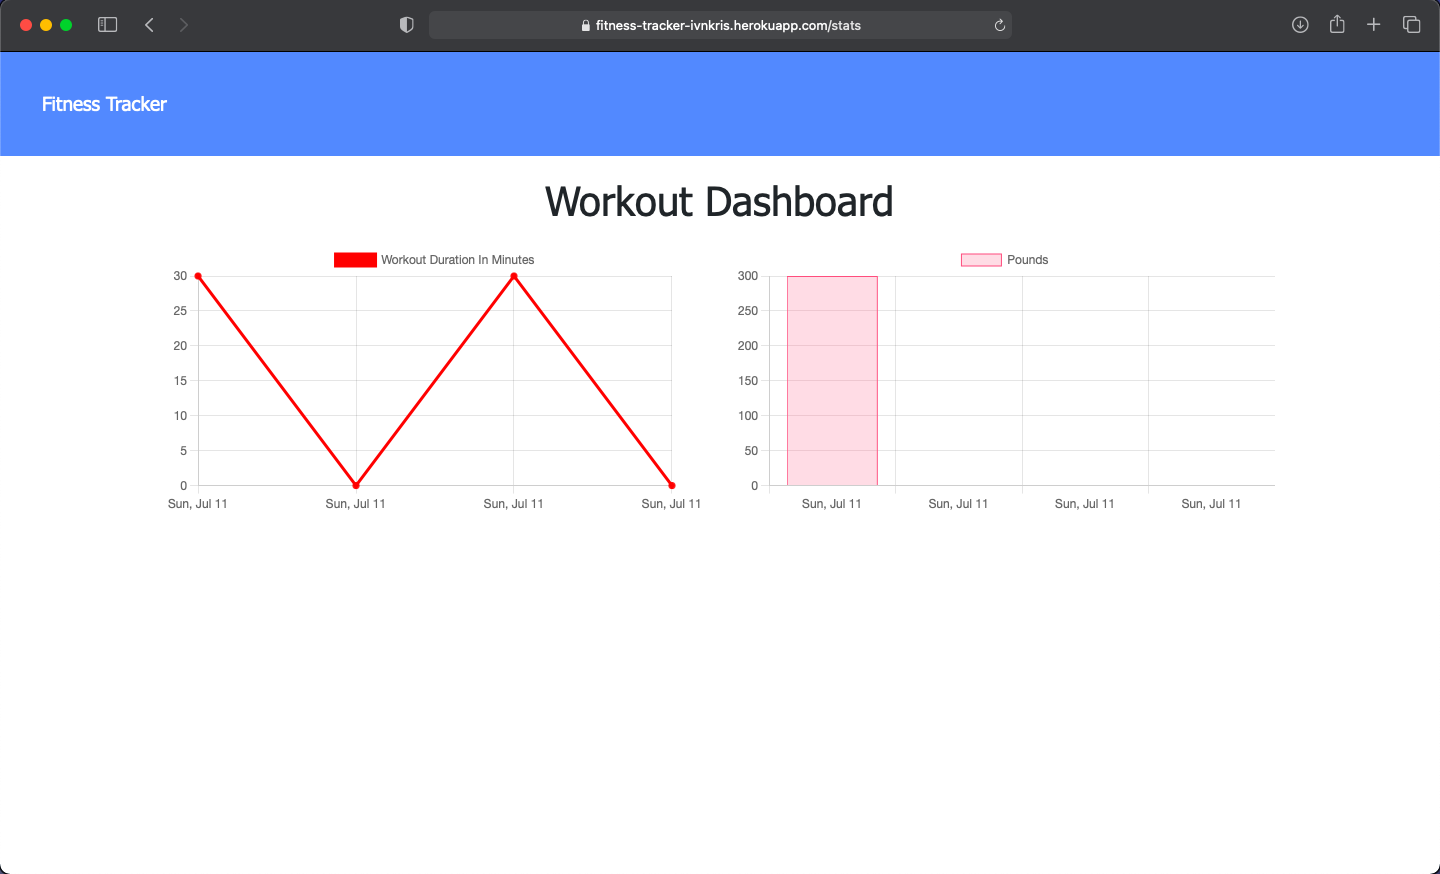 fitness-tracker-ivnkris.herokuapp.com/stats
Fitness Tracker
Workout Dashboard
Workout Duration In Minutes
30
25
20
15
10
5
0
Sun, Jul 11 Sun, Jul 11 Sun, Jul 11 Sun, Jul 11
Pounds
300
250
200
150
100
50
0
Sun, Jul 11 Sun, Jul 11 Sun, Jul 11 Sun, Jul 11